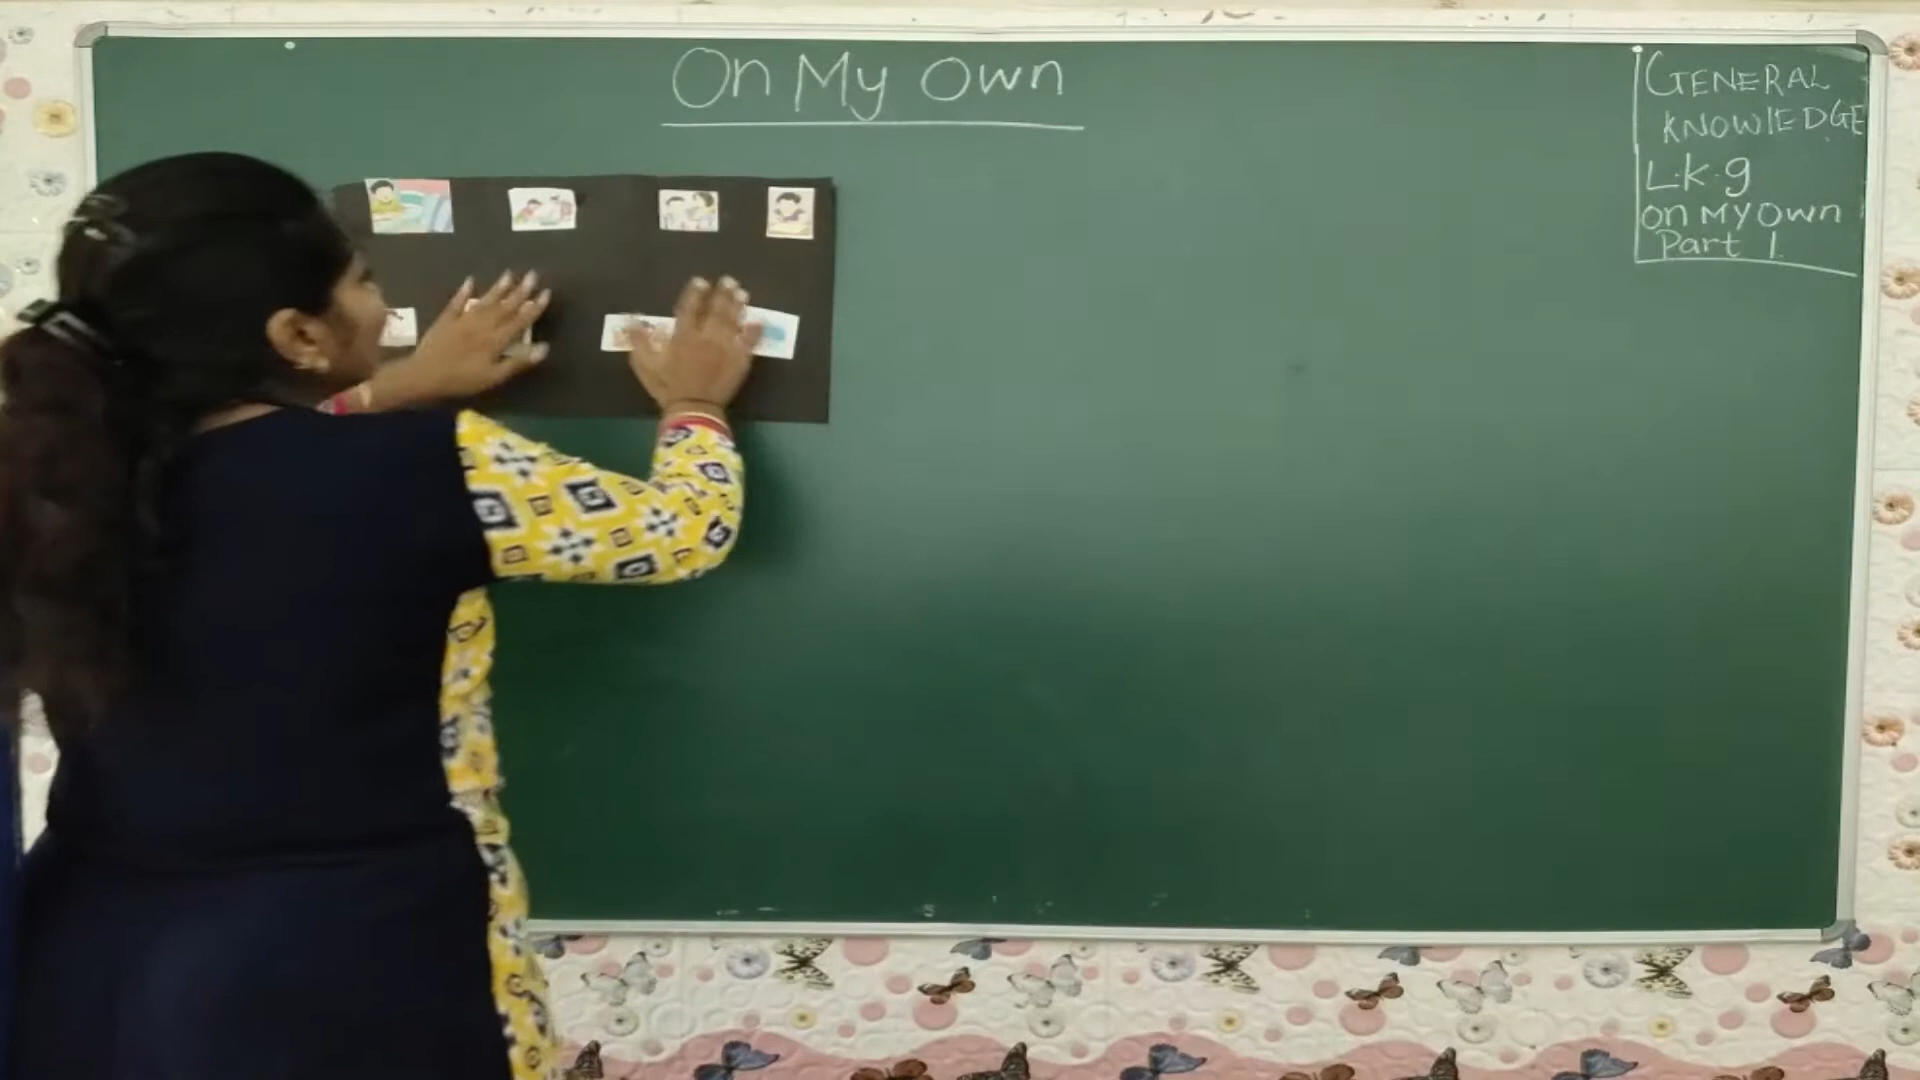 On My Own
GENERAL
KNOWlEDGE
L.k.g
on MY Own
Part 1.